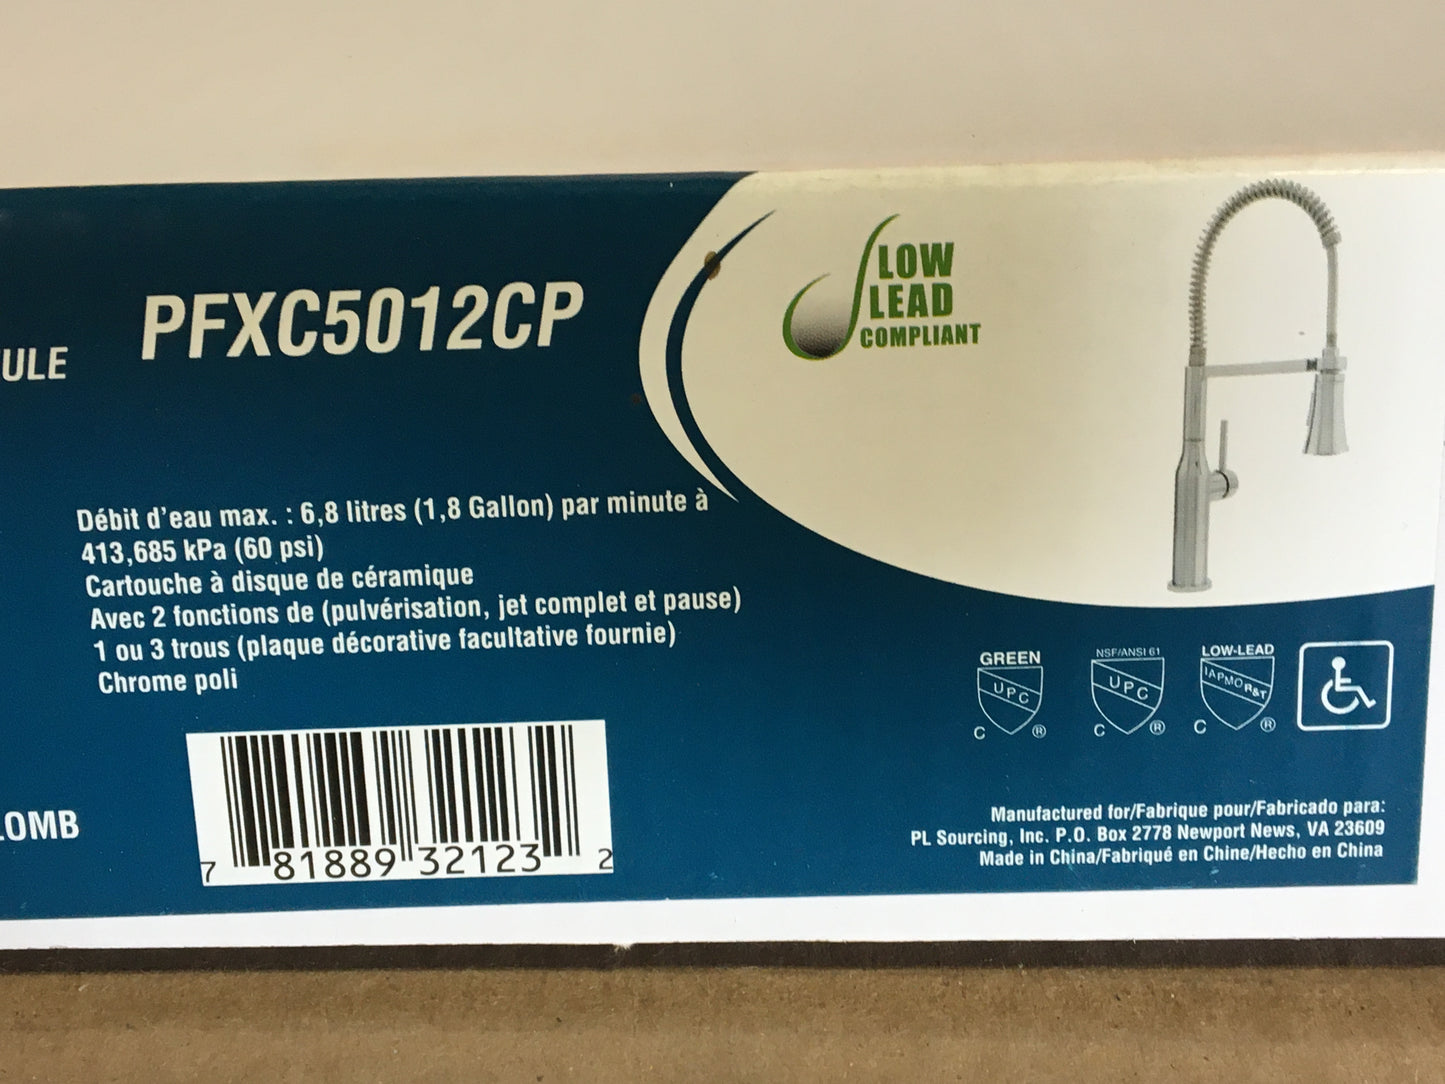 PFXC5012CP
ULE
LOW
LEAD
COMPLIANT
Débit d'eau max. : 6,8 litres (1,8 Gallon) par minute à
413,685 kPa (60 psi)
Cartouche à disque de céramique
Avec 2 fonctions de (pulvérisation, jet complet et pause)
1 ou 3 trous (plaque décorative facultative fournie)
Chrome poli
LOMB
7 81889 32123 2
GREEN
UPC
C ®
NSF/ANSI 61
UPC
C ®
LOW-LEAD
IAPMO R&T
C ®
Manufactured for/Fabrique pour/Fabricado para:
PL Sourcing, Inc. P.O. Box 2778 Newport News, VA 23609
Made in China/Fabriqué en Chine/Hecho en China